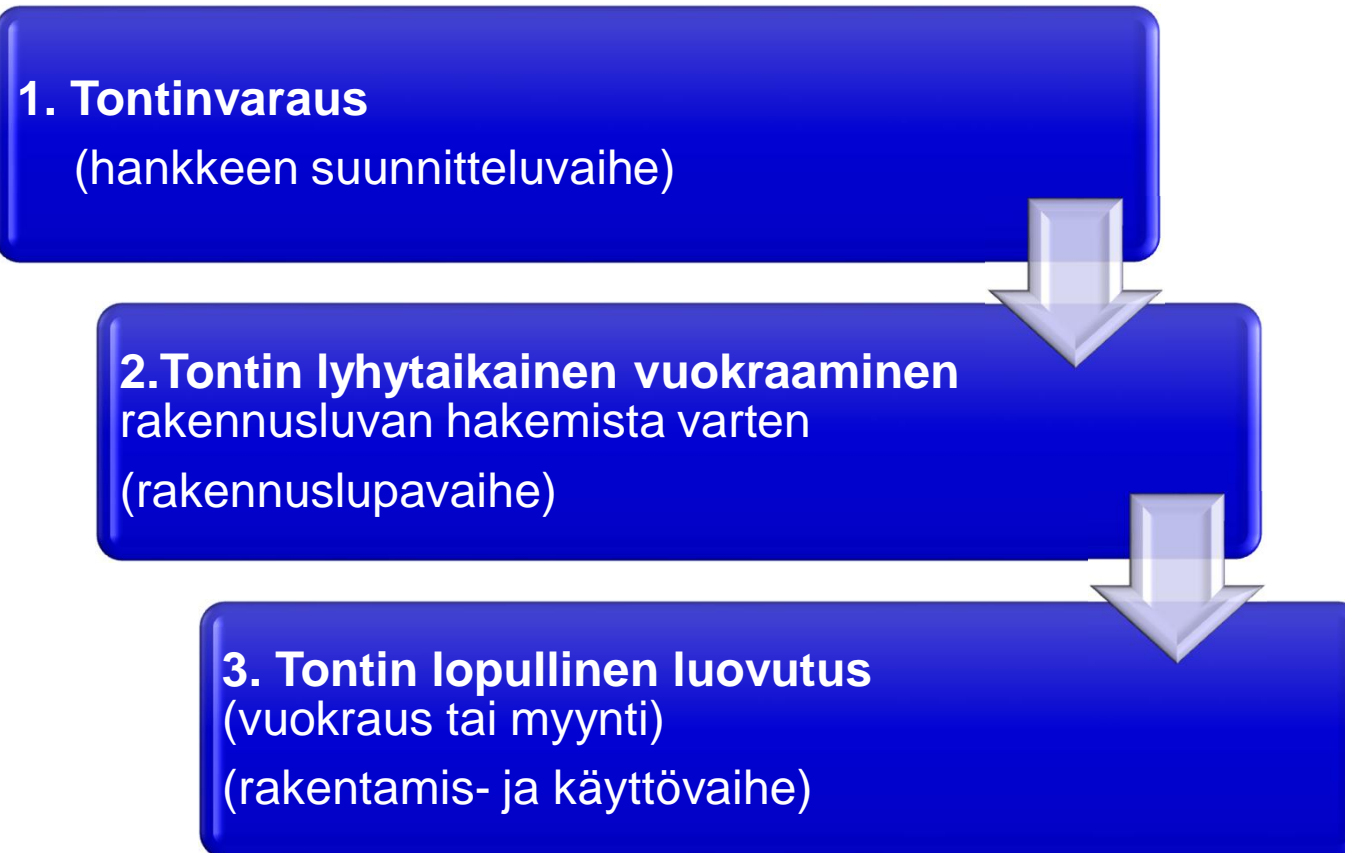 1. Tontinvaraus
(hankkeen suunnitteluvaihe)
2.Tontin lyhytaikainen vuokraaminen
rakennusluvan hakemista varten
(rakennuslupavaihe)
3. Tontin lopullinen luovutus
(vuokraus tai myynti)
(rakentamis- ja käyttövaihe)